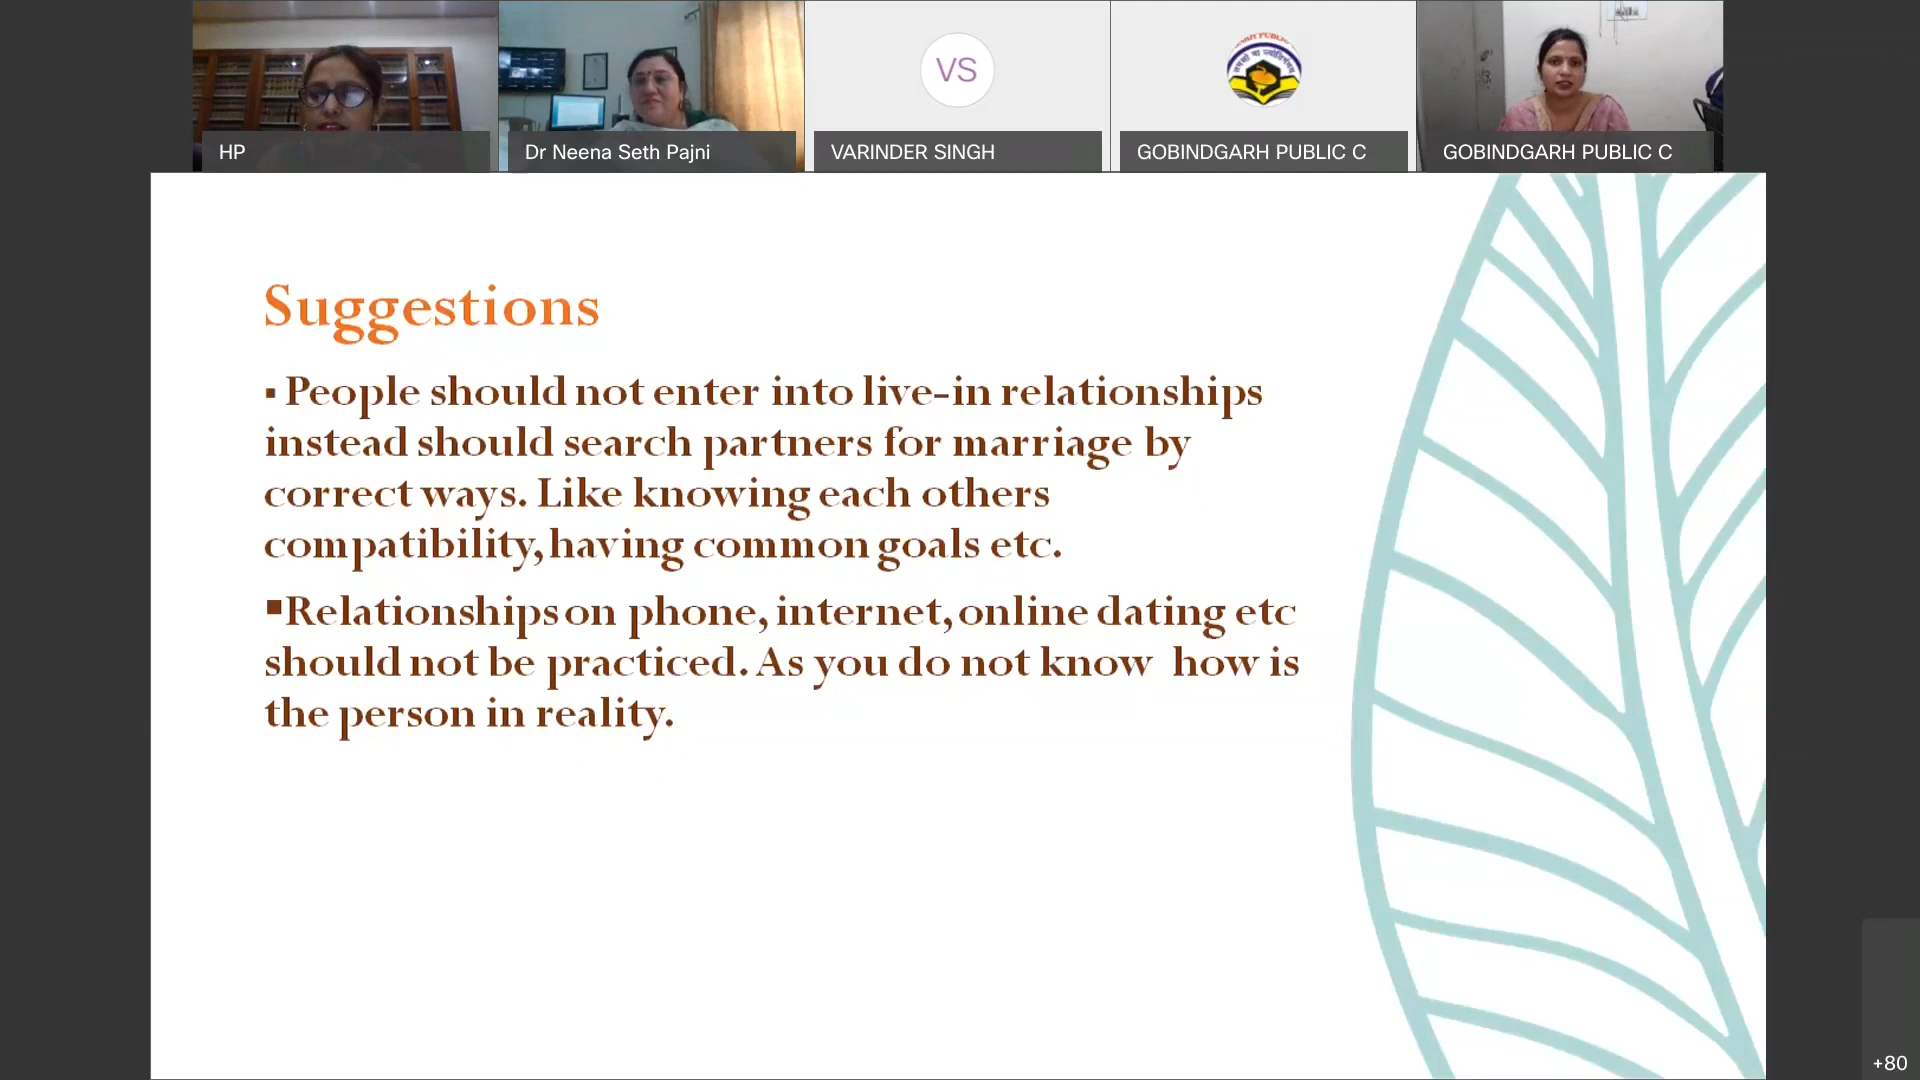 HP
Dr Neena Seth Pajni
VS
VARINDER SINGH
GOBINDGARH PUBLIC C
GOBINDGARH PUBLIC C
Suggestions
▪ People should not enter into live-in relationships
instead should search partners for marriage by
correct ways. Like knowing each others
compatibility, having common goals etc.
▪Relationships on phone, internet, online dating etc
should not be practiced. As you do not know how is
the person in reality.
+80